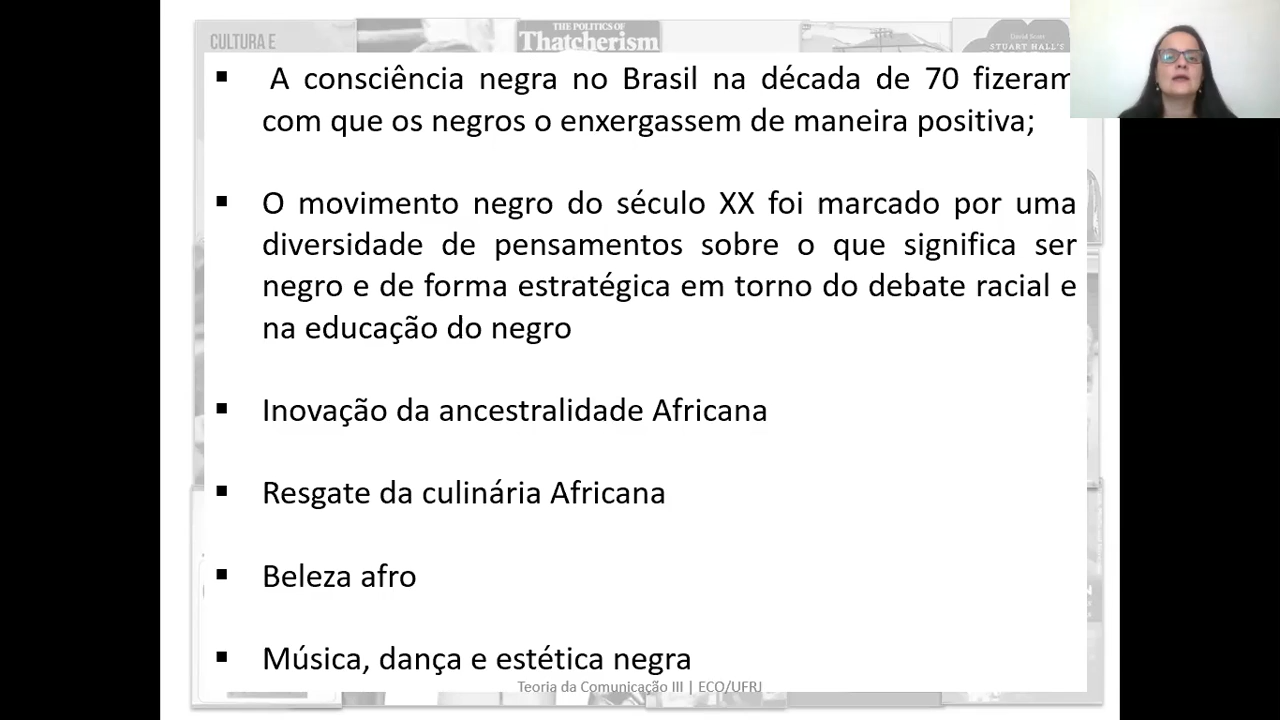 CULTURA E
THE POLITICS OF
Thatcherism
David Scott
STUART HALL'S
▪ A consciência negra no Brasil na década de 70 fizeram
com que os negros o enxergassem de maneira positiva;
▪ O movimento negro do século XX foi marcado por uma
diversidade de pensamentos sobre o que significa ser
negro e de forma estratégica em torno do debate racial e
na educação do negro
▪ Inovação da ancestralidade Africana
▪ Resgate da culinária Africana
▪ Beleza afro
▪ Música, dança e estética negra
Teoria da Comunicação III | ECO/UFRJ